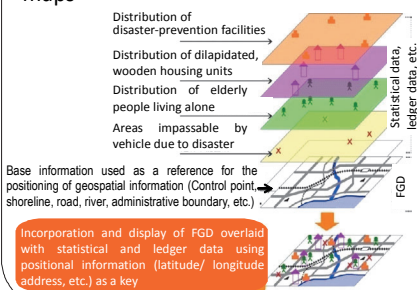 maps
Distribution of
disaster-prevention facilities
Distribution of dilapidated,
wooden housing units
Distribution of elderly
people living alone
Areas impassable by
vehicle due to disaster
Statistical data,
ledger data, etc.
Base information used as a reference for the
positioning of geospatial information (Control point,
shoreline, road, river, administrative boundary, etc.)
FGD
Incorporation and display of FGD overlaid
with statistical and ledger data using
positional information (latitude/ longitude
address, etc.) as a key